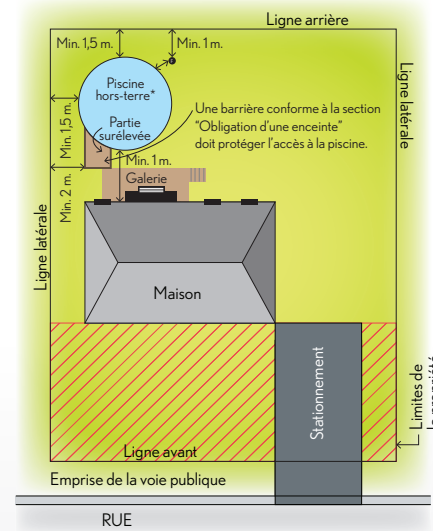 Ligne arrière
Min. 1,5 m.
Min. 1 m.
Piscine
hors-terre*
Ligne latérale
Partie
surélevée
Une barrière conforme à la section
“Obligation d’une enceinte”
doit protéger l’accès à la piscine.
Min. 1,5 m.
Min. 1 m.
Min. 2 m.
Galerie
Ligne latérale
Maison
Stationnement
Limites de
la propriété
Ligne avant
Emprise de la voie publique
RUE